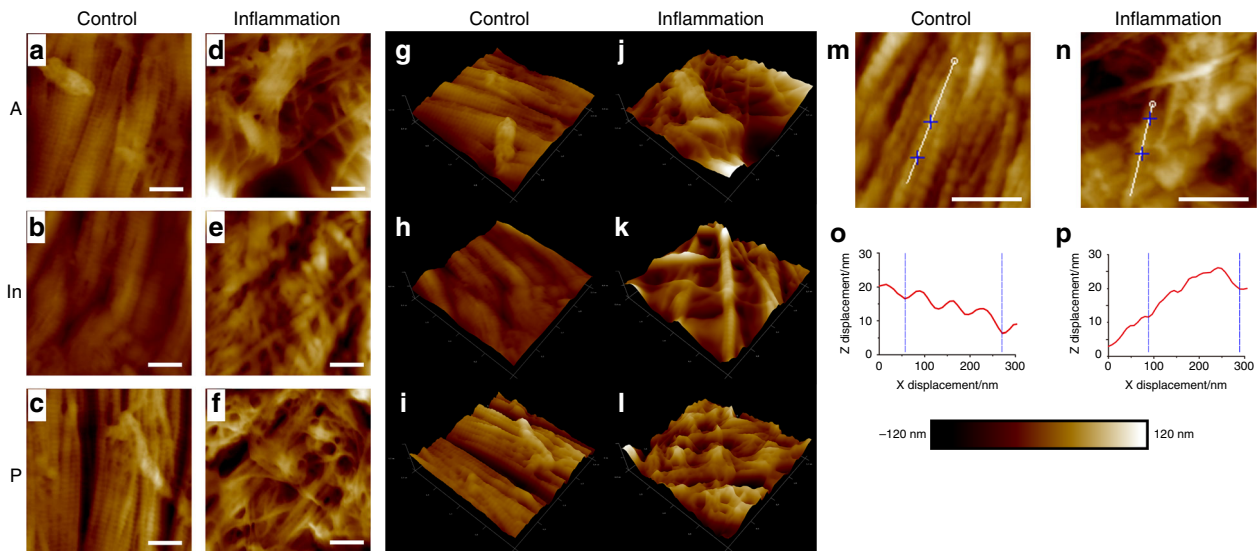 Control Inflammation Control Inflammation Control Inflammation
a d g j m n
A
b e h k o p
In
c f i l
P
30 20 10 0
Z displacement/nm
0 100 200 300
X displacement/nm
30 20 10 0
Z displacement/nm
0 100 200 300
X displacement/nm
–120 nm 120 nm